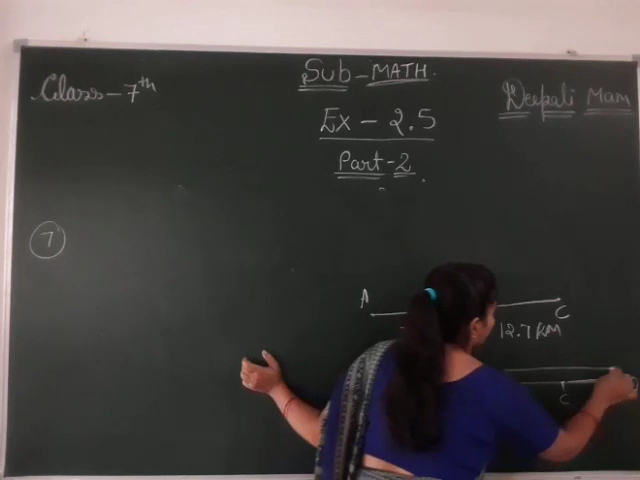 Sub-MATH.
Class-7th
Deepali Mam
Ex-2.5
Part-2.
7
A
C
12.7 KM
C